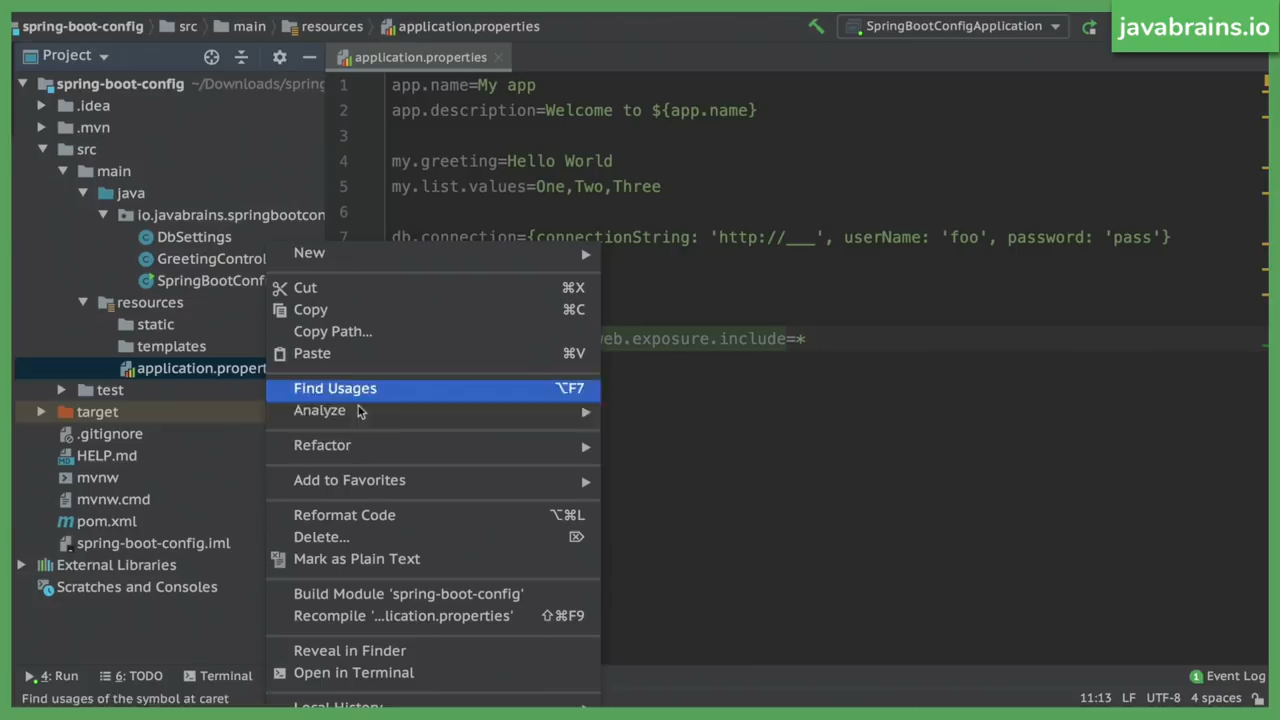 spring-boot-config
src
main
resources
application.properties
SpringBootConfigApplication
javabrains.io
Project
application.properties
spring-boot-config ~/Downloads/spring
.idea
.mvn
src
main
java
io.javabrains.springbootcon
DbSettings
GreetingControl
SpringBootConf
resources
static
templates
application.propert
test
target
.gitignore
HELP.md
mvnw
mvnw.cmd
pom.xml
spring-boot-config.iml
External Libraries
Scratches and Consoles
1 app.name=My app
2 app.description=Welcome to ${app.name}
3
4 my.greeting=Hello World
5 my.list.values=One,Two,Three
6
7 db.connection={connectionString: 'http://___', userName: 'foo', password: 'pass'}
web.exposure.include=*
New
Cut ⌘X
Copy ⌘C
Copy Path...
Paste ⌘V
Find Usages ⌥F7
Analyze
Refactor
Add to Favorites
Reformat Code ⌥⌘L
Delete... ⌦
Mark as Plain Text
Build Module 'spring-boot-config'
Recompile '...lication.properties' ⇧⌘F9
Reveal in Finder
Open in Terminal
Local History
4: Run
6: TODO
Terminal
1 Event Log
Find usages of the symbol at caret
11:13 LF UTF-8 4 spaces